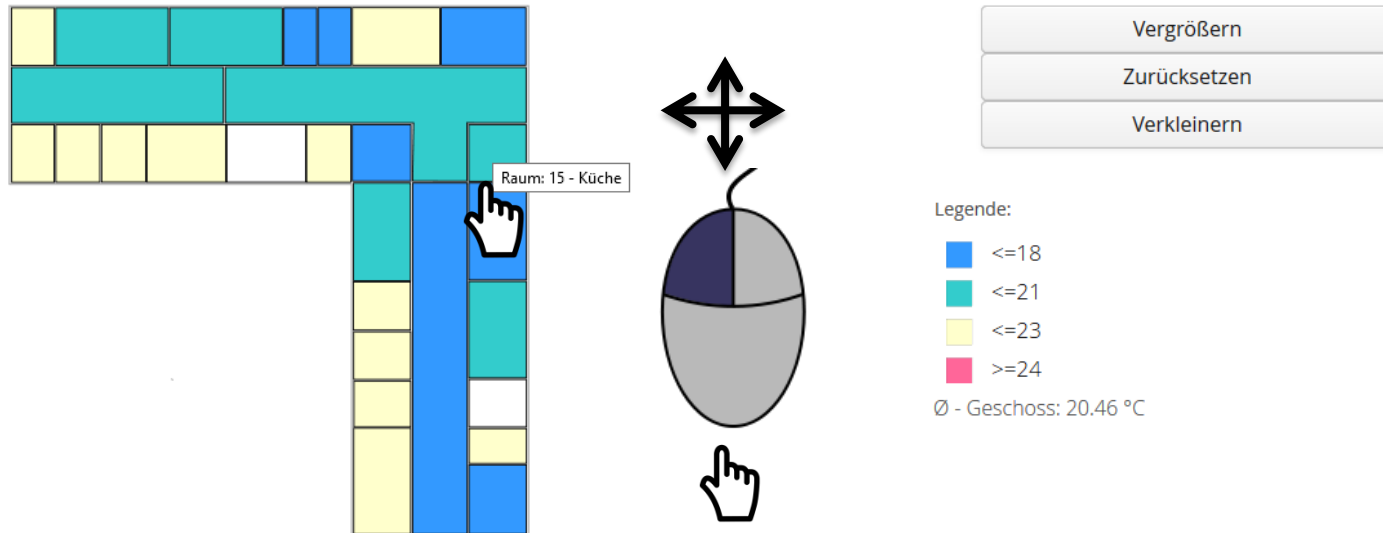 Vergrößern
Zurücksetzen
Verkleinern
Raum: 15 - Küche
Legende:
<=18
<=21
<=23
>=24
Ø - Geschoss: 20.46 °C